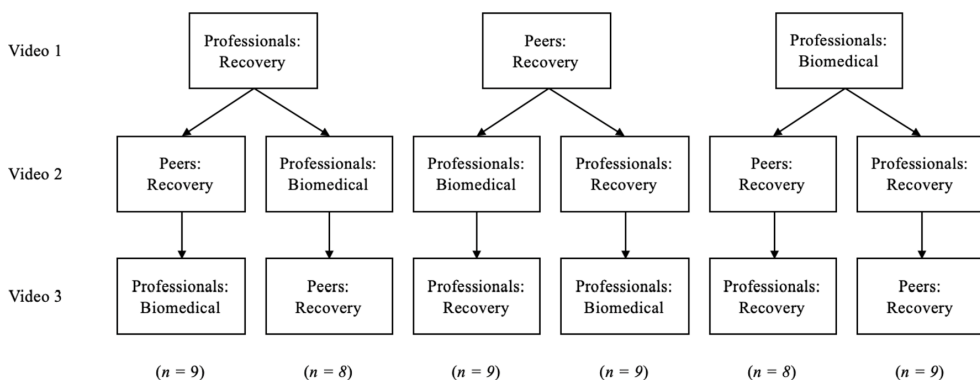 Video 1
Professionals:
Recovery
Peers:
Recovery
Professionals:
Biomedical
Video 2
Peers:
Recovery
Professionals:
Biomedical
Professionals:
Biomedical
Professionals:
Recovery
Peers:
Recovery
Professionals:
Recovery
Video 3
Professionals:
Biomedical
Peers:
Recovery
Professionals:
Recovery
Professionals:
Biomedical
Professionals:
Recovery
Peers:
Recovery
(n = 9)
(n = 8)
(n = 9)
(n = 9)
(n = 8)
(n = 9)